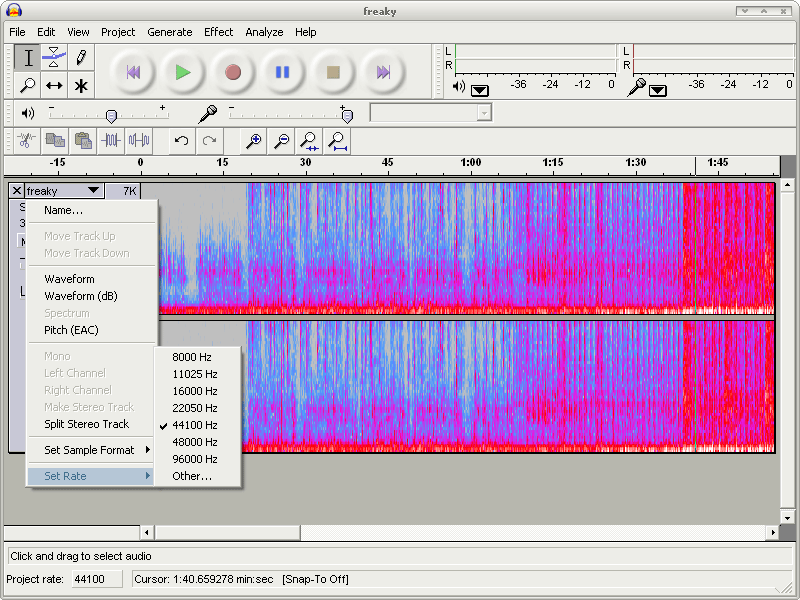 freaky
File Edit View Project Generate Effect Analyze Help
L
R
-36 -24 -12 0
L
R
-36 -24 -12 0
- +
- +
-15 0 15 30 45 1:00 1:15 1:30 1:45
freaky 7K
Name...
Move Track Up
Move Track Down
Waveform
Waveform (dB)
Spectrum
Pitch (EAC)
Mono
Left Channel
Right Channel
Make Stereo Track
Split Stereo Track
Set Sample Format
Set Rate
8000 Hz
11025 Hz
16000 Hz
22050 Hz
44100 Hz
48000 Hz
96000 Hz
Other...
Click and drag to select audio
Project rate: 44100 Cursor: 1:40.659278 min:sec [Snap-To Off]